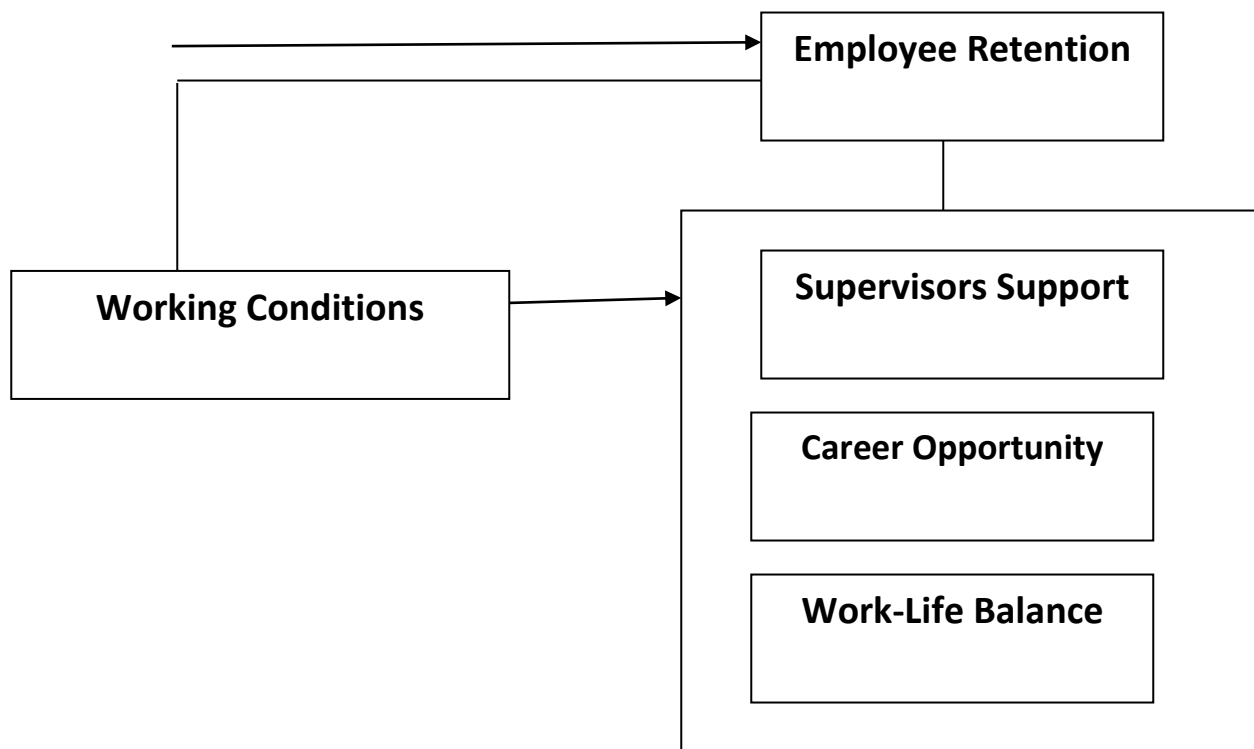 Employee Retention
Supervisors Support
Working Conditions
Career Opportunity
Work-Life Balance